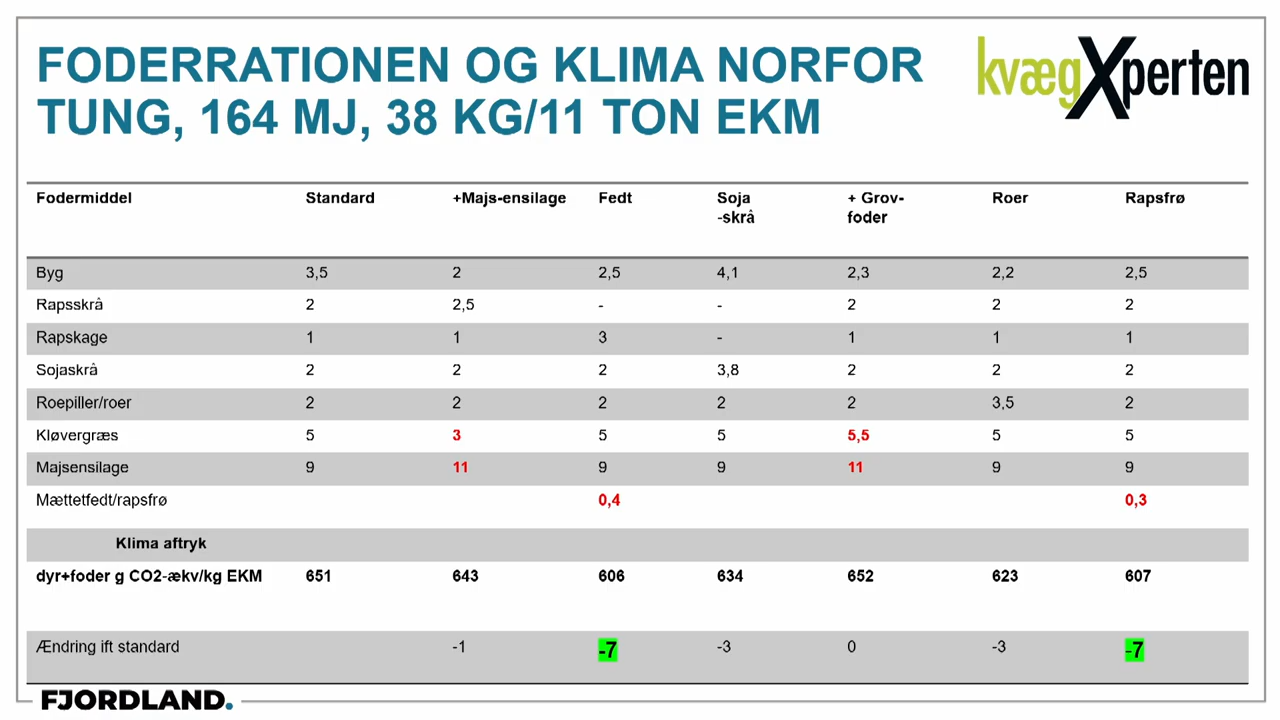 FODERRATIONEN OG KLIMA NORFOR
TUNG, 164 MJ, 38 KG/11 TON EKM
kvægXperten
Fodermiddel Standard +Majs-ensilage Fedt Soja -skrå + Grov-foder Roer Rapsfrø
Byg 3,5 2 2,5 4,1 2,3 2,2 2,5
Rapsskrå 2 2,5 - - 2 2 2
Rapskage 1 1 3 - 1 1 1
Sojaskrå 2 2 2 3,8 2 2 2
Roepiller/roer 2 2 2 2 2 3,5 2
Kløvergræs 5 3 5 5 5,5 5 5
Majsensilage 9 11 9 9 11 9 9
Mættetfedt/rapsfrø 0,4 0,3
Klima aftryk
dyr+foder g CO2-ækv/kg EKM 651 643 606 634 652 623 607
Ændring ift standard -1 -7 -3 0 -3 -7
FJORDLAND.